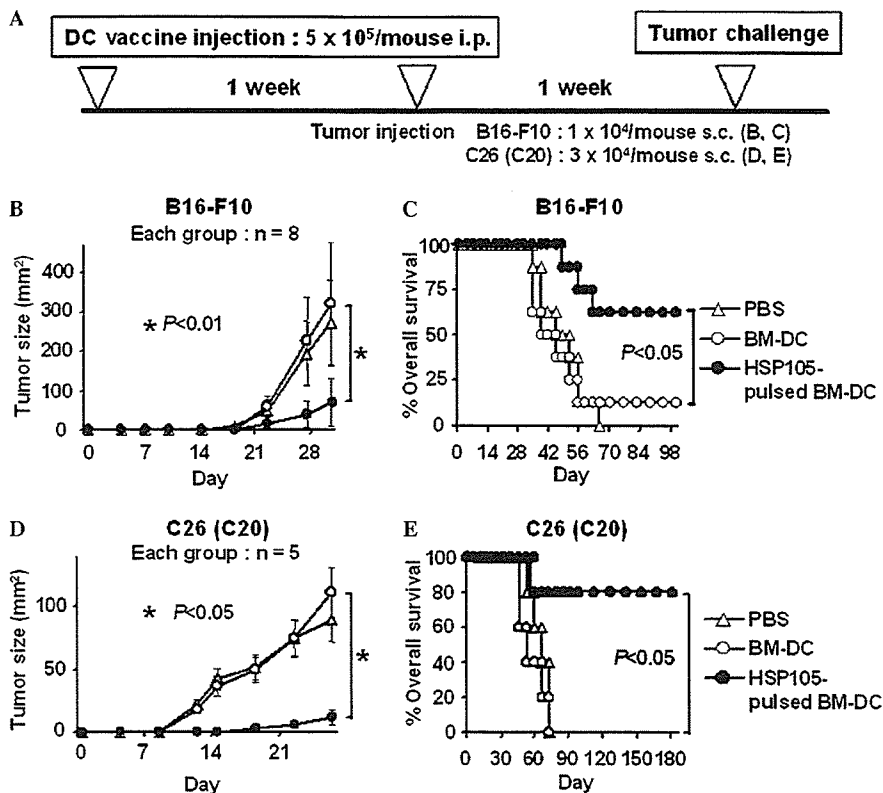 A
DC vaccine injection : 5 x 10⁵/mouse i.p.
Tumor challenge
1 week
1 week
Tumor injection B16-F10 : 1 x 10⁴/mouse s.c. (B, C)
C26 (C20) : 3 x 10⁴/mouse s.c. (D, E)
B
B16-F10
Each group : n = 8
Tumor size (mm²)
400
300
200
100
0
* P<0.01
*
0 7 14 21 28
Day
C
B16-F10
% Overall survival
100
75
50
25
0
P<0.05
0 14 28 42 56 70 84 98
Day
PBS
BM-DC
HSP105-
pulsed BM-DC
D
C26 (C20)
Each group : n = 5
Tumor size (mm²)
100
50
0
* P<0.05
*
0 7 14 21
Day
E
C26 (C20)
% Overall survival
100
80
60
40
20
0
P<0.05
0 30 60 90 120 150 180
Day
PBS
BM-DC
HSP105-
pulsed BM-DC